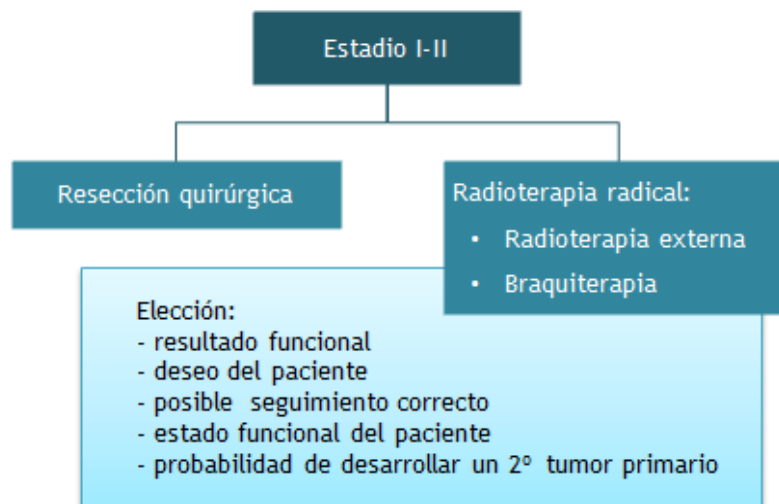 Estadio I-II
Resección quirúrgica
Radioterapia radical:
• Radioterapia externa
• Braquiterapia
Elección:
- resultado funcional
- deseo del paciente
- posible seguimiento correcto
- estado funcional del paciente
- probabilidad de desarrollar un 2º tumor primario